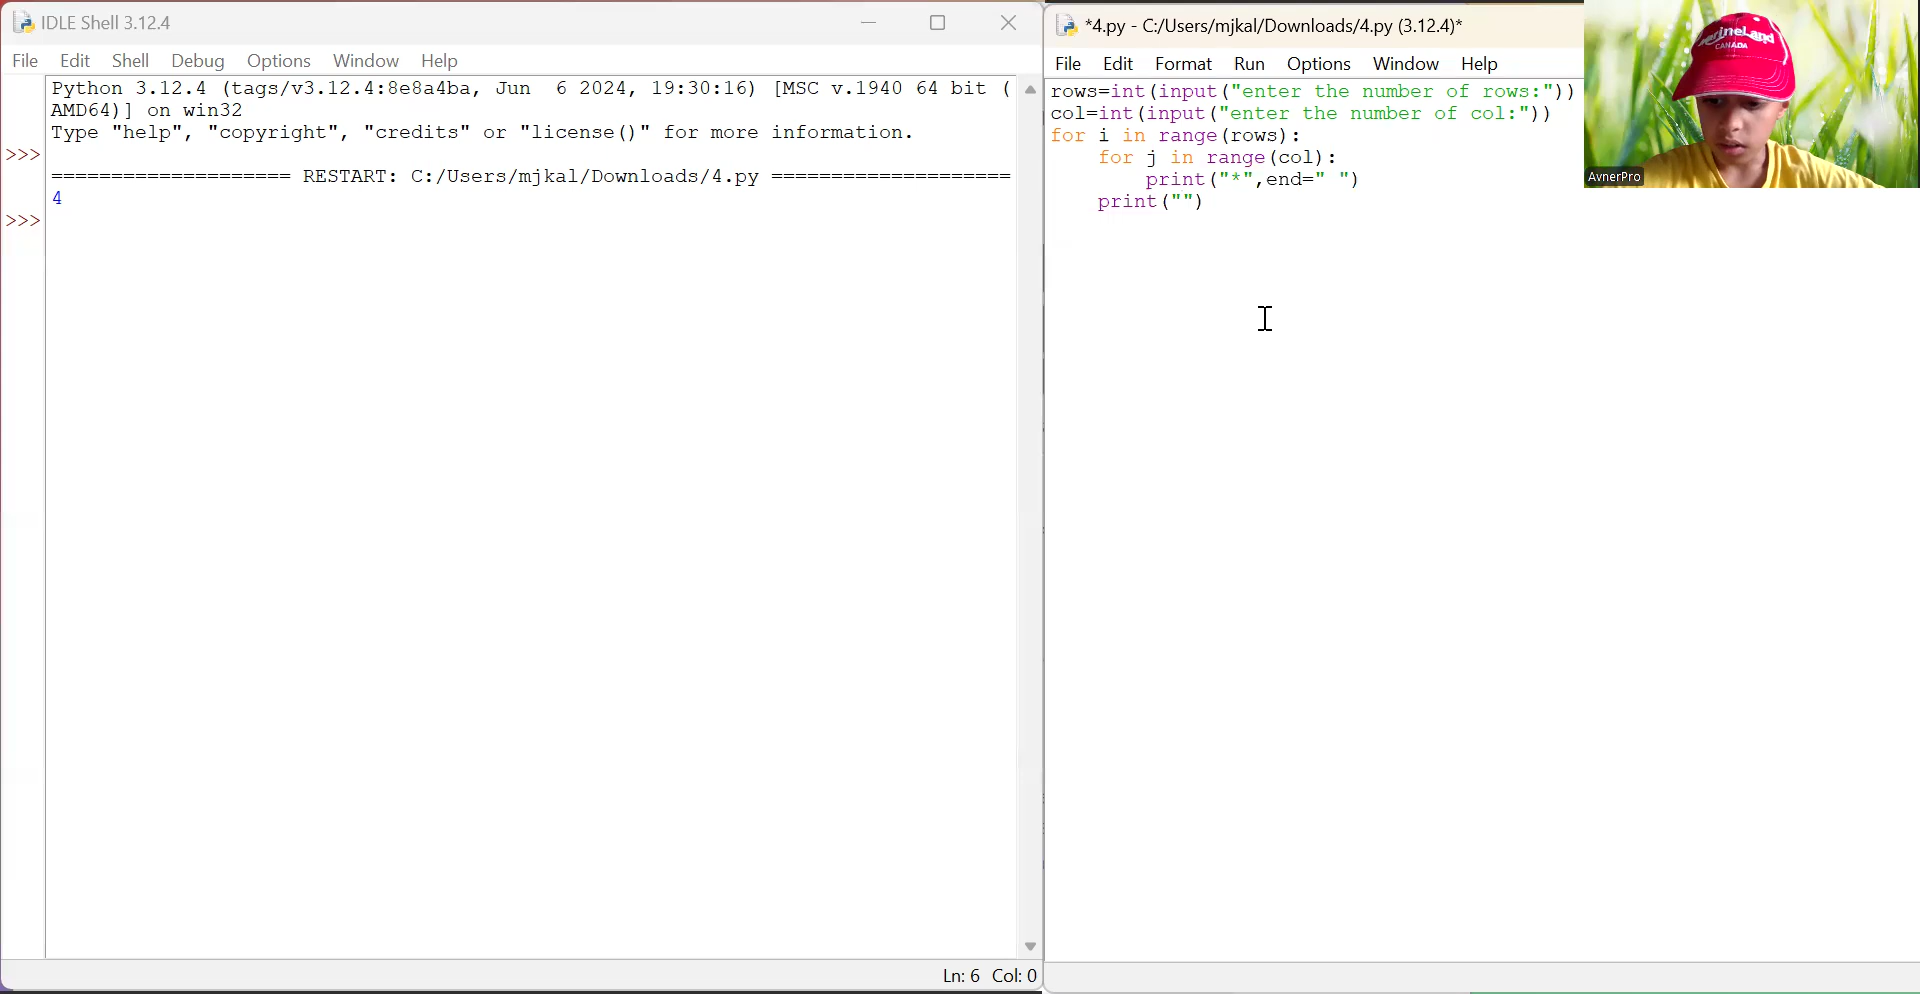 IDLE Shell 3.12.4
File Edit Shell Debug Options Window Help
Python 3.12.4 (tags/v3.12.4:8e8a4ba, Jun  6 2024, 19:30:16) [MSC v.1940 64 bit (
AMD64)] on win32
Type "help", "copyright", "credits" or "license()" for more information.
>>>
==================== RESTART: C:/Users/mjkal/Downloads/4.py ====================
4
>>>
Ln: 6 Col: 0
*4.py - C:/Users/mjkal/Downloads/4.py (3.12.4)*
File Edit Format Run Options Window Help
rows=int(input("enter the number of rows:"))
col=int(input("enter the number of col:"))
for i in range(rows):
    for j in range(col):
        print("*",end=" ")
    print("")
CANADA
AvnerPro